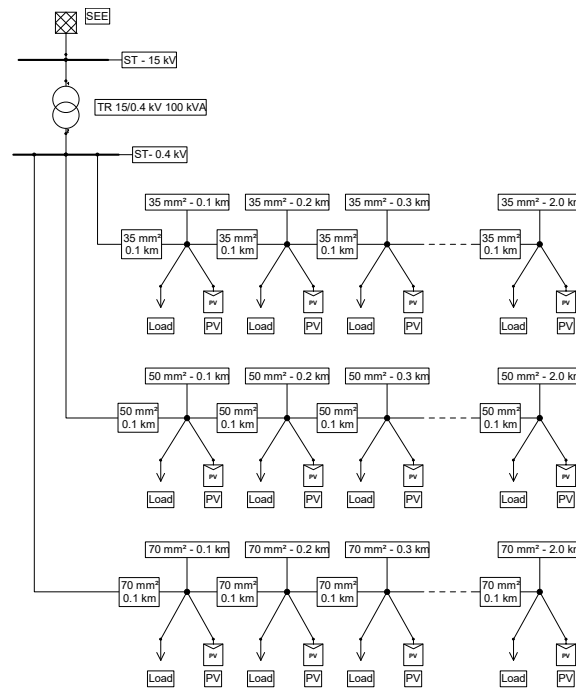 SEE
ST - 15 kV
TR 15/0.4 kV 100 kVA
ST- 0.4 kV
35 mm² - 0.1 km
35 mm² - 0.2 km
35 mm² - 0.3 km
35 mm² - 2.0 km
35 mm²
0.1 km
35 mm²
0.1 km
35 mm²
0.1 km
35 mm²
0.1 km
PV
PV
PV
PV
Load
PV
Load
PV
Load
PV
Load
PV
50 mm² - 0.1 km
50 mm² - 0.2 km
50 mm² - 0.3 km
50 mm² - 2.0 km
50 mm²
0.1 km
50 mm²
0.1 km
50 mm²
0.1 km
50 mm²
0.1 km
PV
PV
PV
PV
Load
PV
Load
PV
Load
PV
Load
PV
70 mm² - 0.1 km
70 mm² - 0.2 km
70 mm² - 0.3 km
70 mm² - 2.0 km
70 mm²
0.1 km
70 mm²
0.1 km
70 mm²
0.1 km
70 mm²
0.1 km
PV
PV
PV
PV
Load
PV
Load
PV
Load
PV
Load
PV